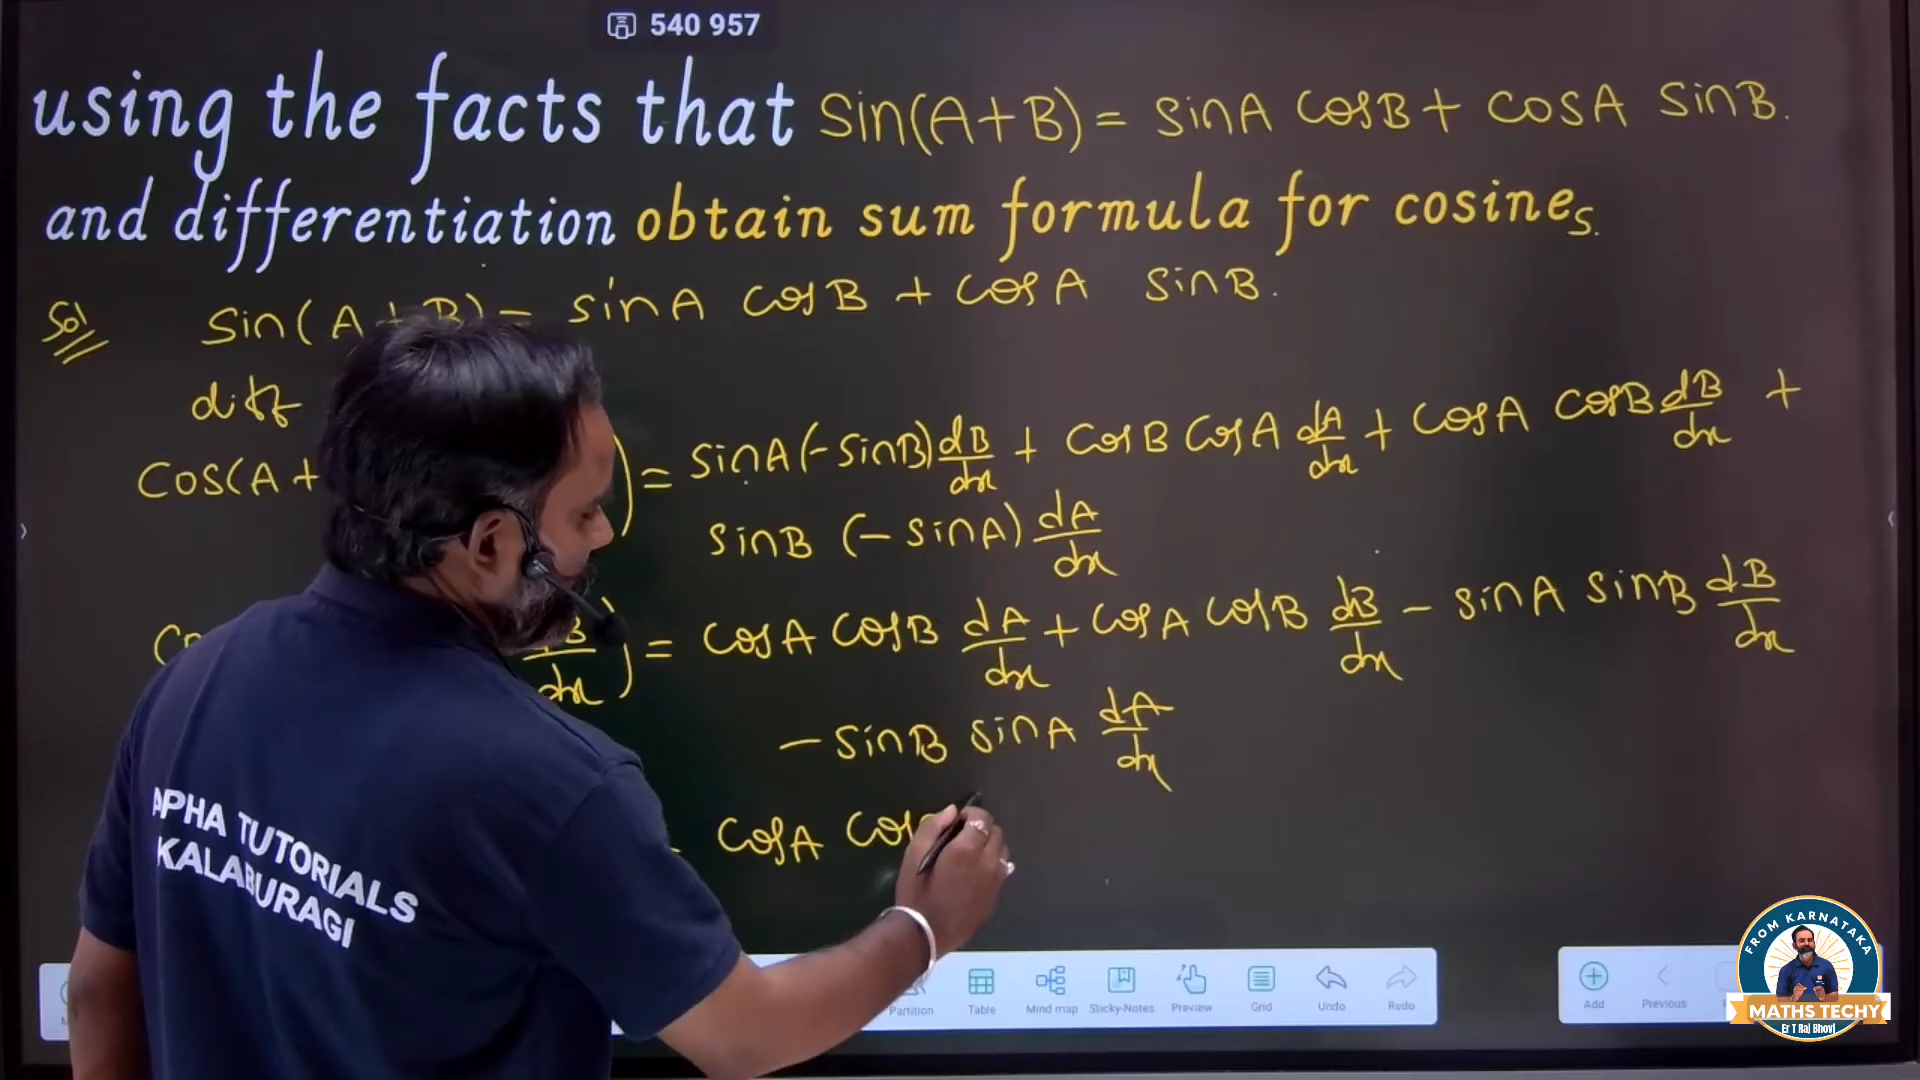 540 957
using the facts that Sin(A+B) = sinA cosB + cosA sinB.
and differentiation obtain sum formula for cosines.
Sol Sin(A+B) = sinA cosB + cosA sinB.
diff
Cos(A+ ) = sinA(-sinB) dB/dx + cosB cosA dA/dx + cosA cosB dB/dx +
sinB (-sinA) dA/dx
B/dx) = cosA cosB dA/dx + cosA cosB dB/dx - sinA sinB dB/dx
- sinB sinA dA/dx
cosA cos
APHA TUTORIALS
KALABURAGI
Partition Table Mind map Sticky-Notes Preview Grid Undo Redo Add Previous
FROM KARNATAKA
MATHS TECHY
Er T Raj Bhovi